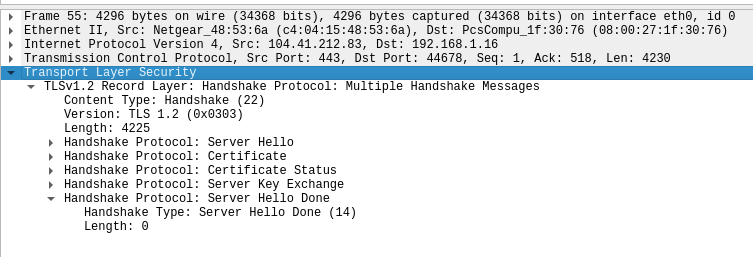 Frame 55: 4296 bytes on wire (34368 bits), 4296 bytes captured (34368 bits) on interface eth0, id 0
Ethernet II, Src: Netgear_48:53:6a (c4:04:15:48:53:6a), Dst: PcsCompu_1f:30:76 (08:00:27:1f:30:76)
Internet Protocol Version 4, Src: 104.41.212.83, Dst: 192.168.1.16
Transmission Control Protocol, Src Port: 443, Dst Port: 44678, Seq: 1, Ack: 518, Len: 4230
Transport Layer Security
TLSv1.2 Record Layer: Handshake Protocol: Multiple Handshake Messages
Content Type: Handshake (22)
Version: TLS 1.2 (0x0303)
Length: 4225
Handshake Protocol: Server Hello
Handshake Protocol: Certificate
Handshake Protocol: Certificate Status
Handshake Protocol: Server Key Exchange
Handshake Protocol: Server Hello Done
Handshake Type: Server Hello Done (14)
Length: 0